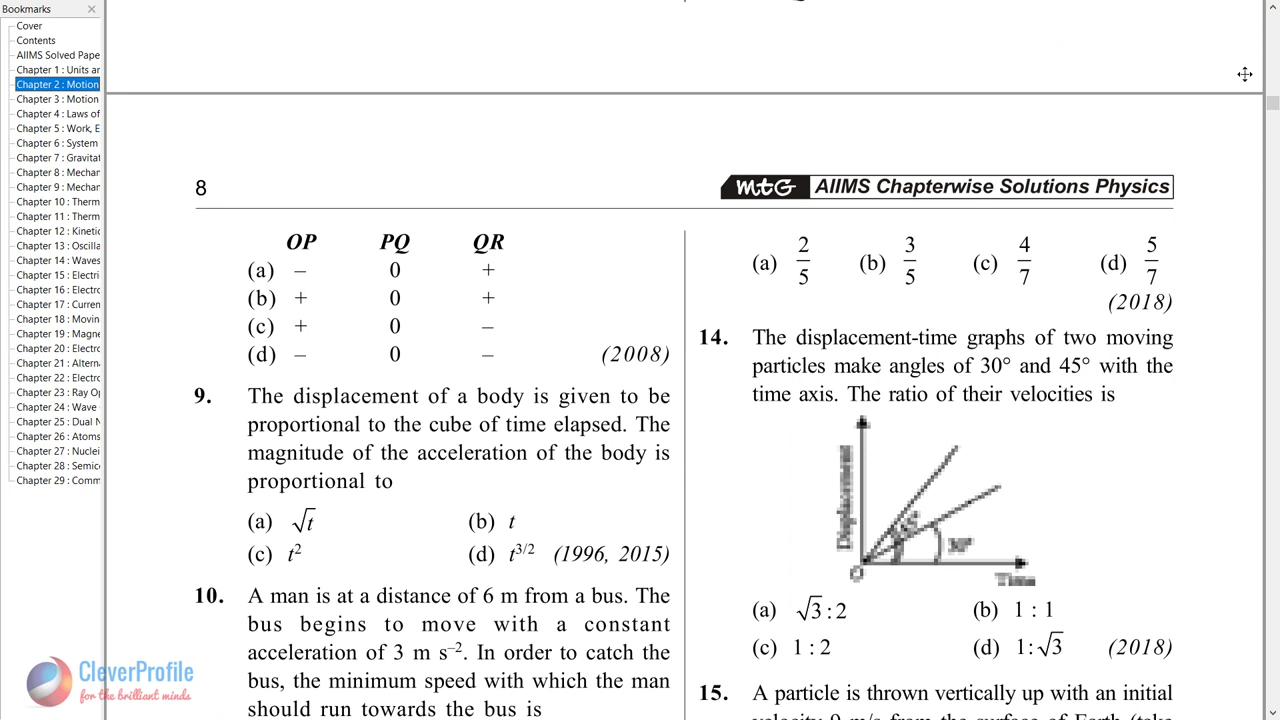 Bookmarks
Cover
Contents
AIIMS Solved Pape
Chapter 1 : Units ar
Chapter 2 : Motion
Chapter 3 : Motion
Chapter 4 : Laws of
Chapter 5 : Work, E
Chapter 6 : System
Chapter 7 : Gravitat
Chapter 8 : Mechar
Chapter 9 : Mechar
Chapter 10 : Therm
Chapter 11 : Therm
Chapter 12 : Kinetic
Chapter 13 : Oscilla
Chapter 14 : Waves
Chapter 15 : Electri
Chapter 16 : Electro
Chapter 17 : Curren
Chapter 18 : Movin
Chapter 19 : Magne
Chapter 20 : Electro
Chapter 21 : Altern
Chapter 22 : Electro
Chapter 23 : Ray Op
Chapter 24 : Wave
Chapter 25 : Dual N
Chapter 26 : Atoms
Chapter 27 : Nuclei
Chapter 28 : Semic
Chapter 29 : Comm
8
mtG AIIMS Chapterwise Solutions Physics
OP PQ QR
(a) – 0 +
(b) + 0 +
(c) + 0 –
(d) – 0 – (2008)
9. The displacement of a body is given to be
proportional to the cube of time elapsed. The
magnitude of the acceleration of the body is
proportional to
(a) √t (b) t
(c) t² (d) t^3/2 (1996, 2015)
10. A man is at a distance of 6 m from a bus. The
bus begins to move with a constant
acceleration of 3 m s⁻². In order to catch the
bus, the minimum speed with which the man
should run towards the bus is
(a) 2/5 (b) 3/5 (c) 4/7 (d) 5/7
(2018)
14. The displacement-time graphs of two moving
particles make angles of 30° and 45° with the
time axis. The ratio of their velocities is
Displacement
45°
30°
O
Time
(a) √3 : 2 (b) 1 : 1
(c) 1 : 2 (d) 1 : √3 (2018)
15. A particle is thrown vertically up with an initial
velocity 9 m/s from the surface of Earth (take
CleverProfile
for the brilliant minds